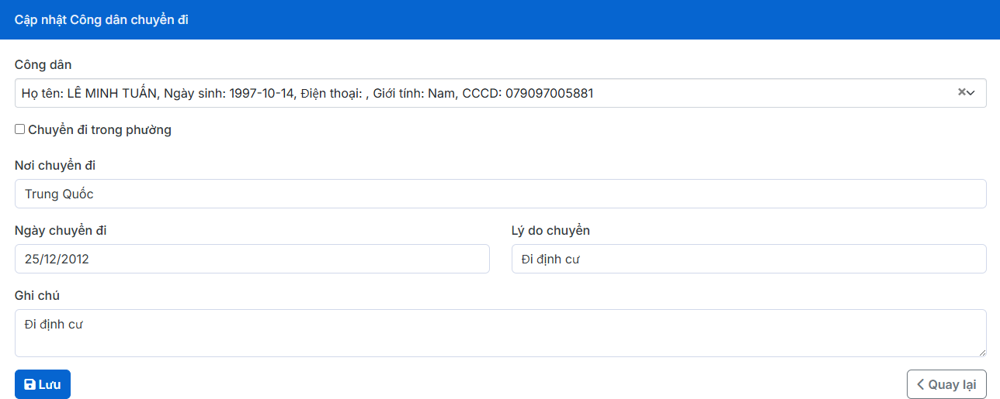 Cập nhật Công dân chuyển đi
Công dân
Họ tên: LÊ MINH TUẤN, Ngày sinh: 1997-10-14, Điện thoại: , Giới tính: Nam, CCCD: 079097005881
Chuyển đi trong phường
Nơi chuyển đi
Trung Quốc
Ngày chuyển đi
Lý do chuyển
25/12/2012
Đi định cư
Ghi chú
Đi định cư
Lưu
Quay lại